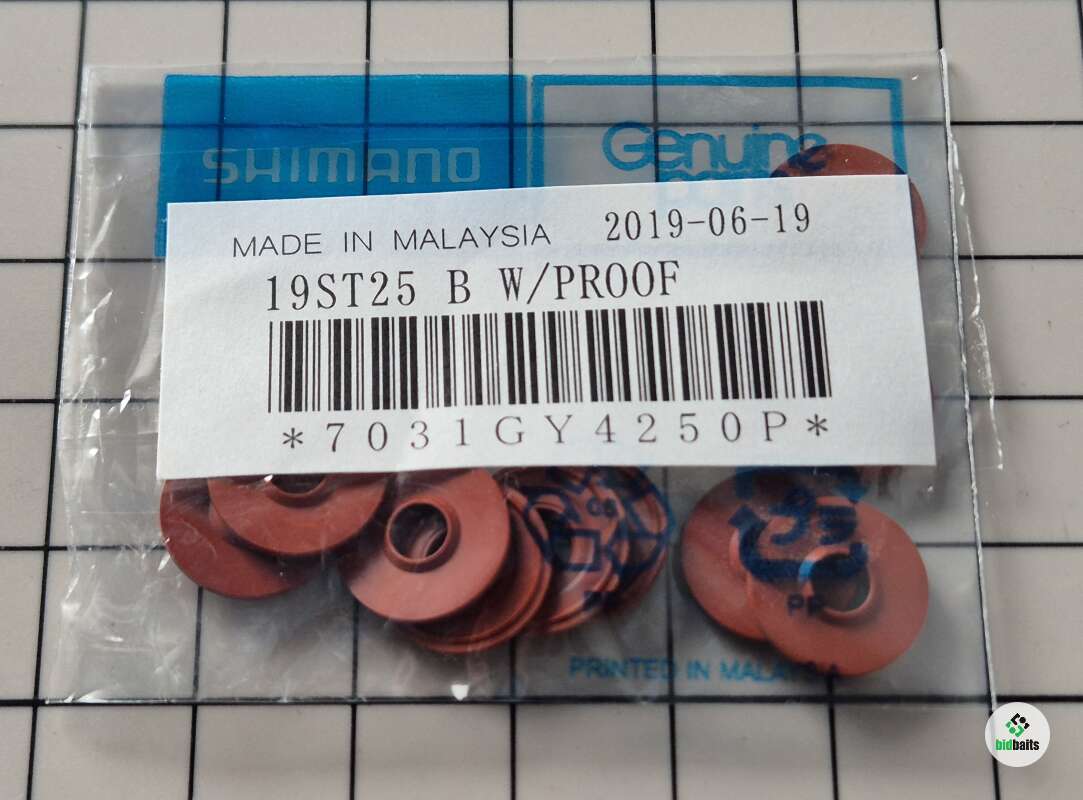 SHIMANO
Genuine
MADE IN MALAYSIA 2019-06-19
19ST25 B W/PROOF
*7031GY4250P*
PRINTED IN MALAYSIA
bidbaits